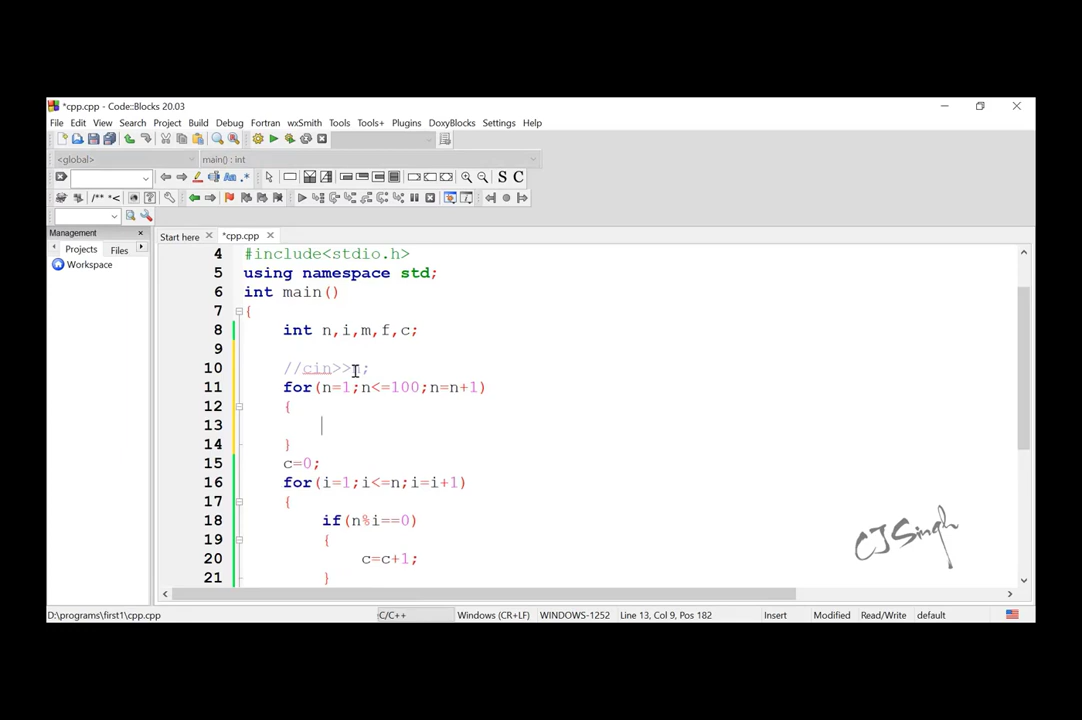 *cpp.cpp - Code::Blocks 20.03
File Edit View Search Project Build Debug Fortran wxSmith Tools Tools+ Plugins DoxyBlocks Settings Help
<global> main() : int
S C
/** *<
Management
Start here *cpp.cpp
Projects Files
Workspace
4 #include<stdio.h>
5 using namespace std;
6 int main()
7 {
8 int n,i,m,f,c;
9
10 //cin>>n;
11 for(n=1;n<=100;n=n+1)
12 {
13
14 }
15 c=0;
16 for(i=1;i<=n;i=i+1)
17 {
18 if(n%i==0)
19 {
20 c=c+1;
21 }
CJSingh
D:\programs\first1\cpp.cpp C/C++ Windows (CR+LF) WINDOWS-1252 Line 13, Col 9, Pos 182 Insert Modified Read/Write default